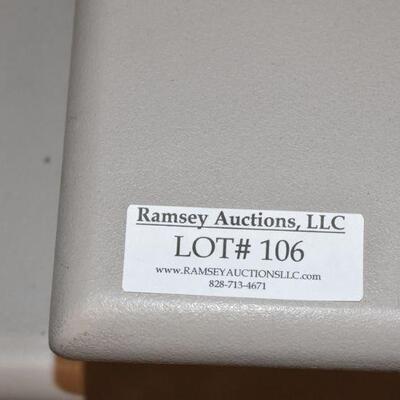 Ramsey Auctions, LLC
LOT# 106
www.RAMSEYAUCTIONSLLC.com
828-713-4671